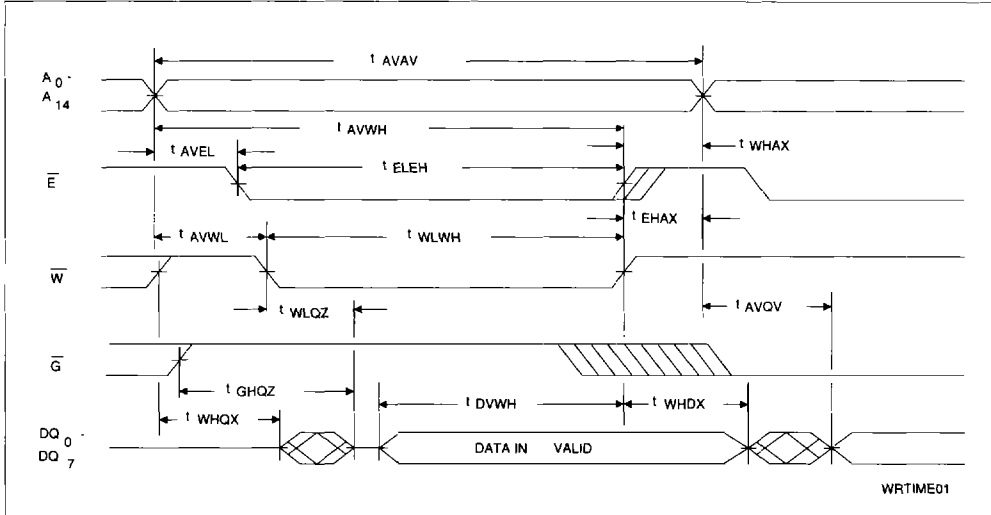 t AVAV
A 0 -
A 14
t AVWH
t AVEL
t WHAX
t ELEH
E
t EHAX
t AVWL
t WLWH
W
t WLQZ
t AVQV
G
t GHQZ
t DVWH
t WHDX
t WHQX
DQ 0 -
DQ 7
DATA IN VALID
WRTIME01